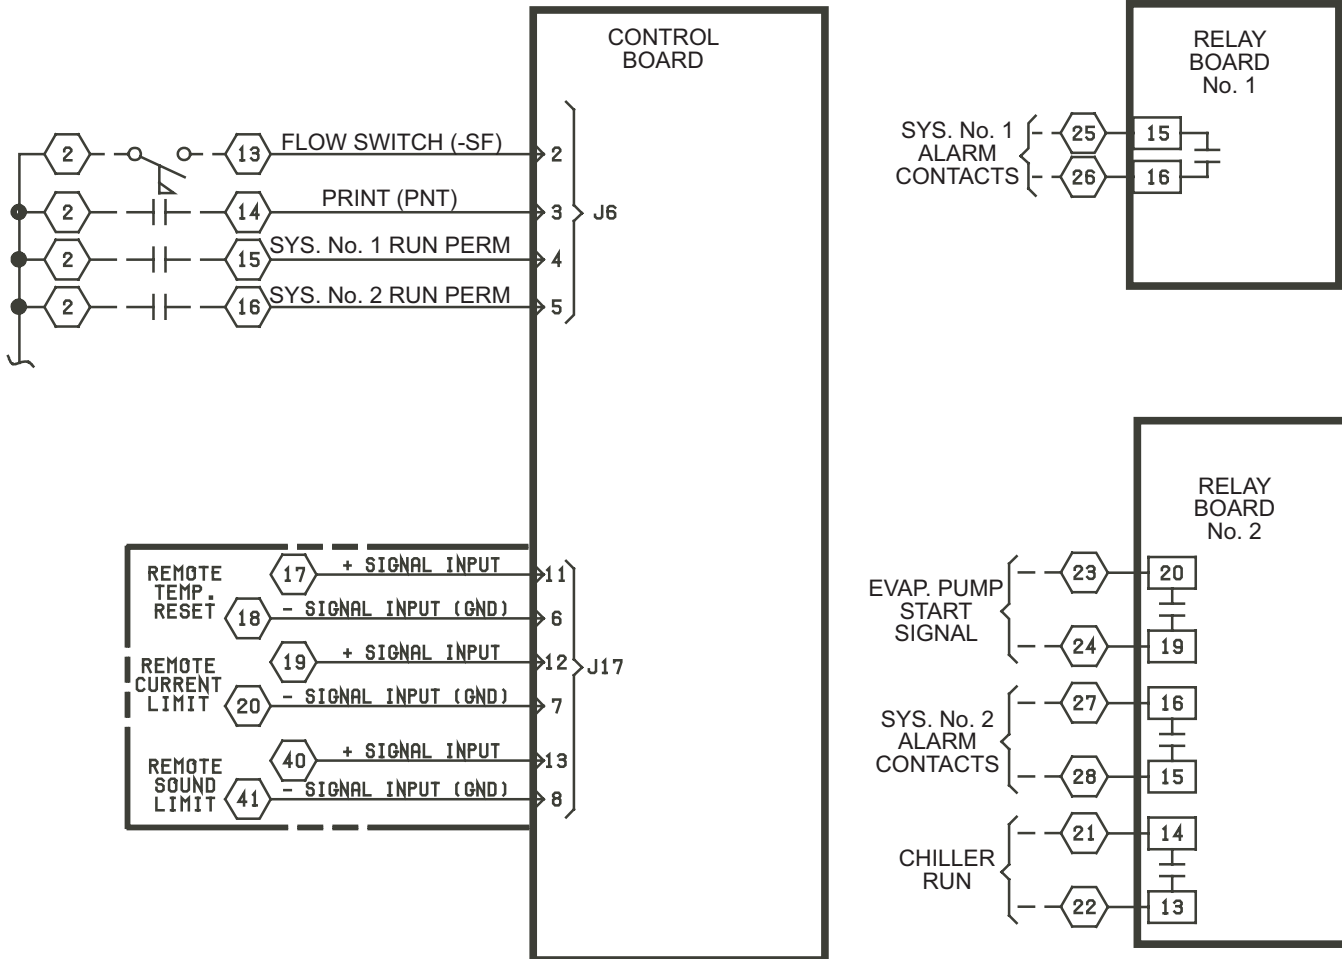 CONTROL
BOARD
2 13 FLOW SWITCH (-SF) 2
2 14 PRINT (PNT) 3
J6
2 15 SYS. No. 1 RUN PERM 4
2 16 SYS. No. 2 RUN PERM 5
REMOTE
TEMP.
RESET
17 + SIGNAL INPUT 11
18 - SIGNAL INPUT (GND) 6
REMOTE
CURRENT
LIMIT
19 + SIGNAL INPUT 12
J17
20 - SIGNAL INPUT (GND) 7
REMOTE
SOUND
LIMIT
40 + SIGNAL INPUT 13
41 - SIGNAL INPUT (GND) 8
RELAY
BOARD
No. 1
SYS. No. 1
ALARM
CONTACTS
25 15
26 16
RELAY
BOARD
No. 2
EVAP. PUMP
START
SIGNAL
23 20
24 19
SYS. No. 2
ALARM
CONTACTS
27 16
28 15
CHILLER
RUN
21 14
22 13